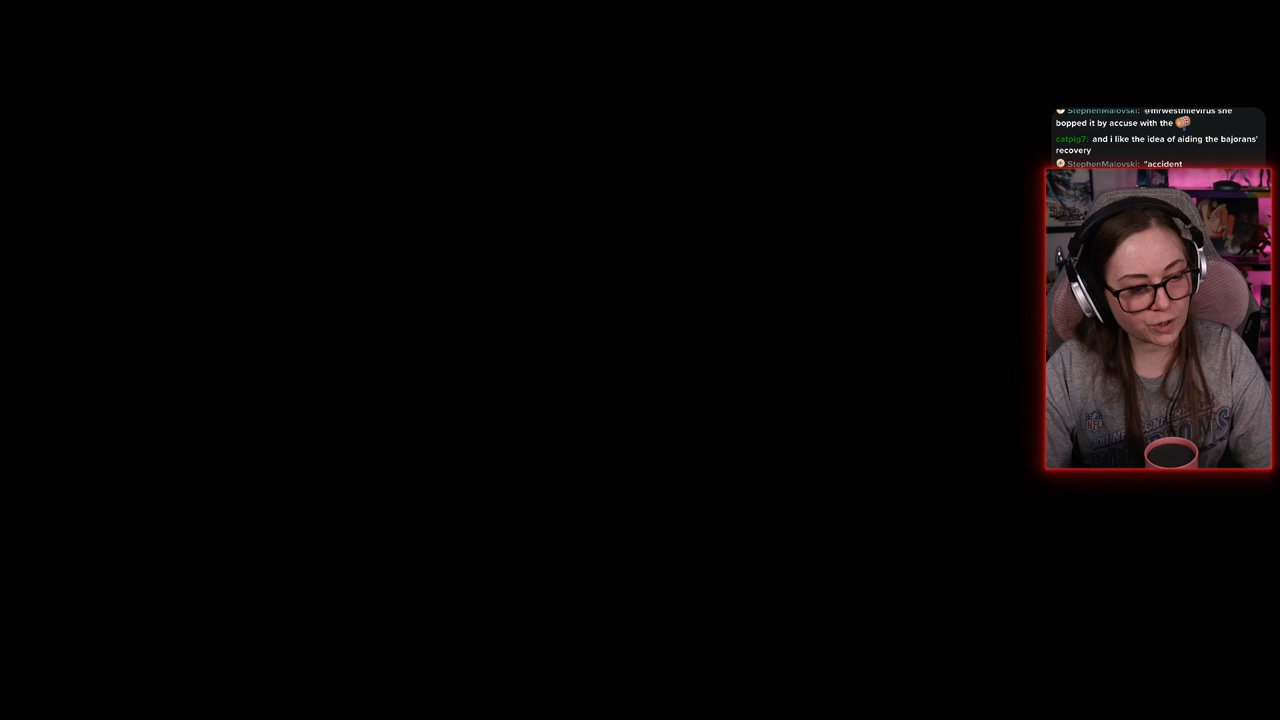 StephenMalovski: @mrwestnilevirus she
bopped it by accuse with the
catpig7: and i like the idea of aiding the bajorans'
recovery
StephenMalovski: "accident
NFL